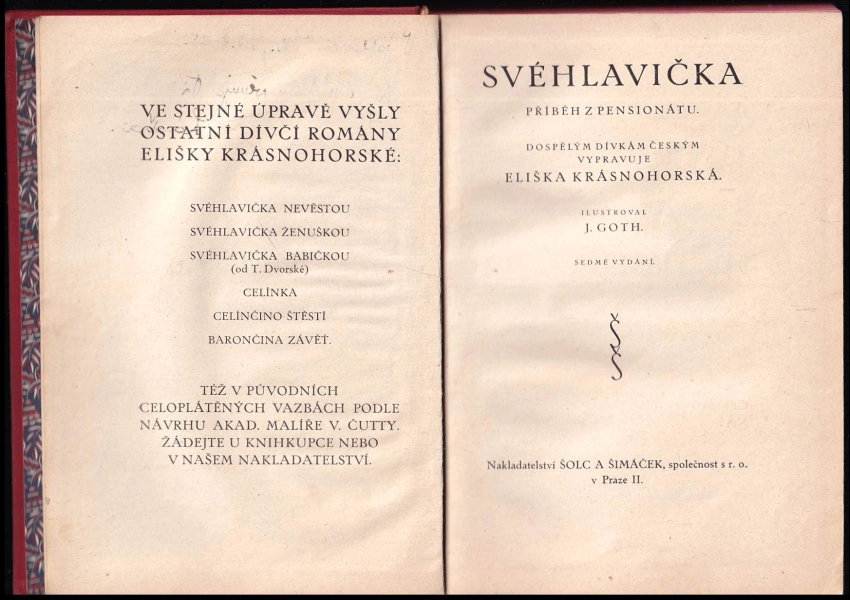 VE STEJNÉ ÚPRAVĚ VYŠLY
OSTATNÍ DÍVČÍ ROMÁNY
ELIŠKY KRÁSNOHORSKÉ:
SVÉHLAVIČKA NEVĚSTOU
SVÉHLAVIČKA ŽENUŠKOU
SVÉHLAVIČKA BABIČKOU
(od T. Dvorské)
CELÍNKA
CELÍNČINO ŠTĚSTÍ
BARONČINA ZÁVĚŤ.
TÉŽ V PŮVODNÍCH
CELOPLÁTĚNÝCH VAZBÁCH PODLE
NÁVRHU AKAD. MALÍŘE V. ČUTTY.
ŽÁDEJTE U KNIHKUPCE NEBO
V NAŠEM NAKLADATELSTVÍ.
SVÉHLAVIČKA
PŘÍBĚH Z PENSIONÁTU.
DOSPĚLÝM DÍVKÁM ČESKÝM
VYPRAVUJE
ELIŠKA KRÁSNOHORSKÁ.
ILUSTROVAL
J. GOTH.
SEDMÉ VYDÁNÍ.
Š
Š
Nakladatelství ŠOLC A ŠIMÁČEK, společnost s r. o.
v Praze II.